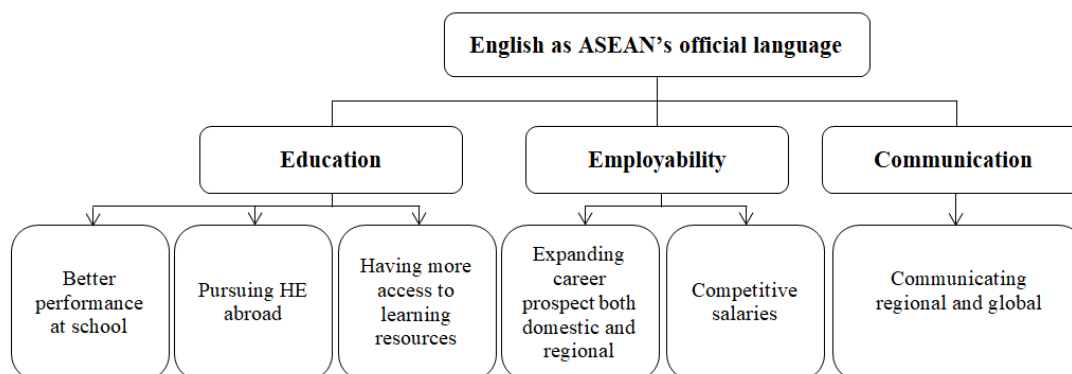 English as ASEAN’s official language
Education
Employability
Communication
Better
performance
at school
Pursuing HE
abroad
Having more
access to
learning
resources
Expanding
career
prospect both
domestic and
regional
Competitive
salaries
Communicating
regional and global